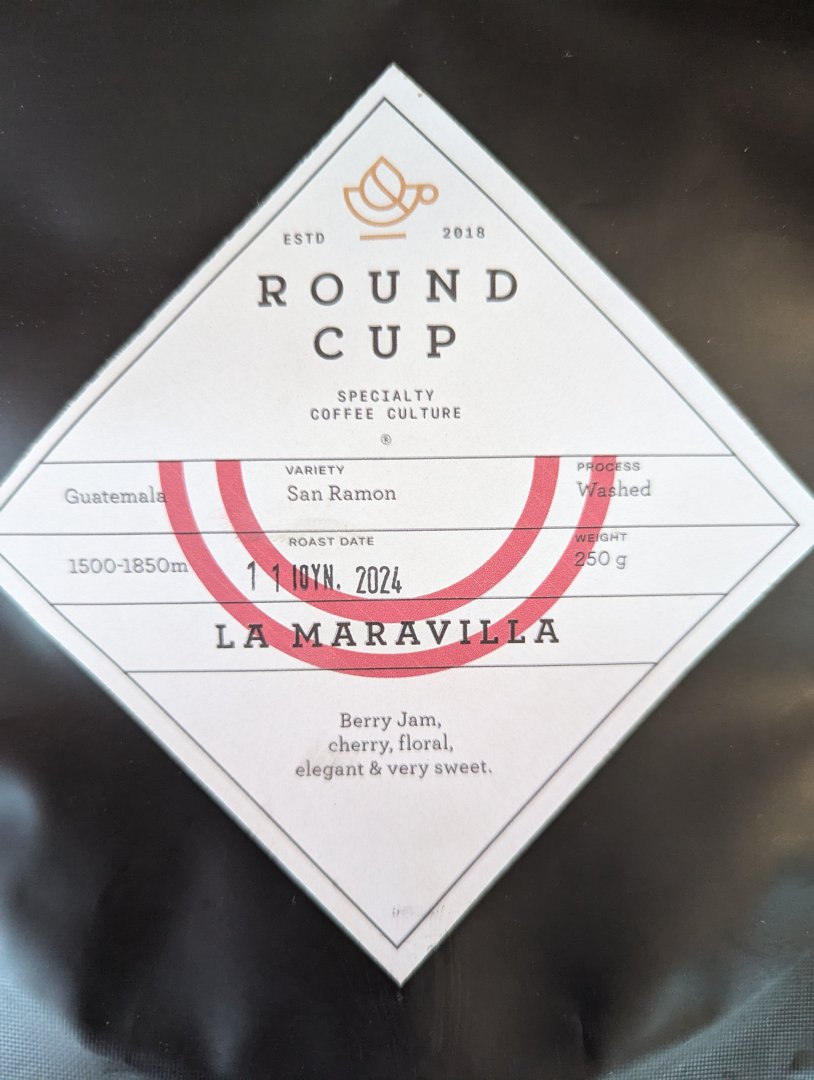 ESTD 2018
ROUND
CUP
SPECIALTY
COFFEE CULTURE
®
VARIETY PROCESS
Guatemala San Ramon Washed
ROAST DATE WEIGHT
1500-1850m 11 ΙΟΥΝ. 2024 250 g
LA MARAVILLA
Berry Jam,
cherry, floral,
elegant & very sweet.